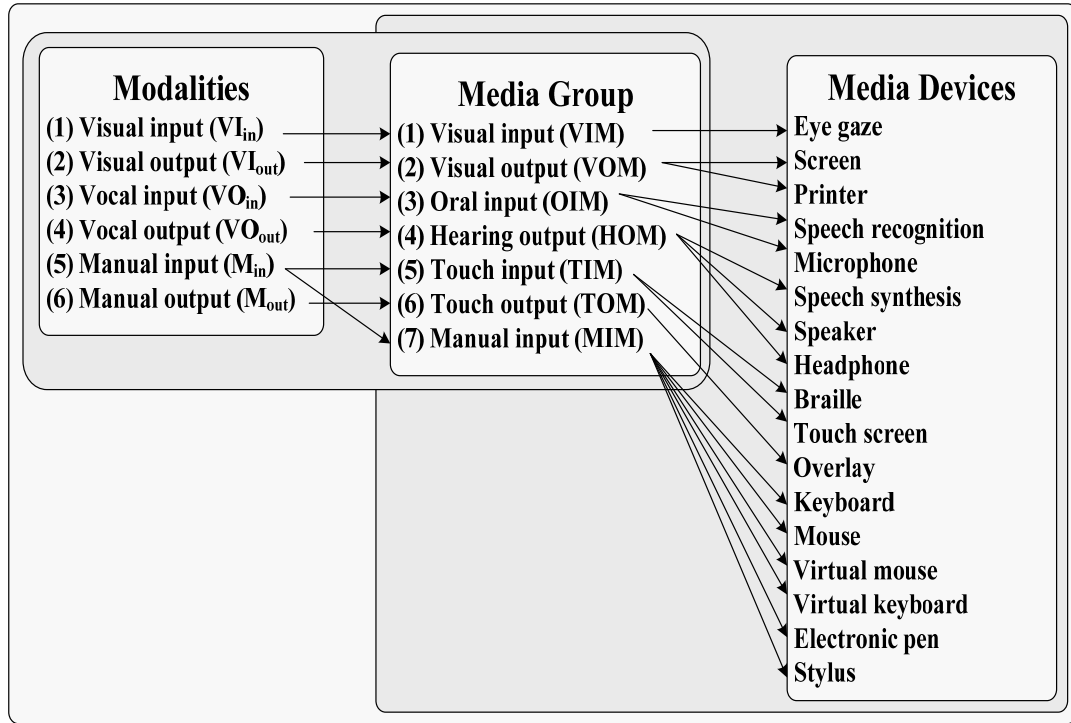 Modalities
(1) Visual input (VIin)
(2) Visual output (VIout)
(3) Vocal input (VOin)
(4) Vocal output (VOout)
(5) Manual input (Min)
(6) Manual output (Mout)
Media Group
(1) Visual input (VIM)
(2) Visual output (VOM)
(3) Oral input (OIM)
(4) Hearing output (HOM)
(5) Touch input (TIM)
(6) Touch output (TOM)
(7) Manual input (MIM)
Media Devices
Eye gaze
Screen
Printer
Speech recognition
Microphone
Speech synthesis
Speaker
Headphone
Braille
Touch screen
Overlay
Keyboard
Mouse
Virtual mouse
Virtual keyboard
Electronic pen
Stylus